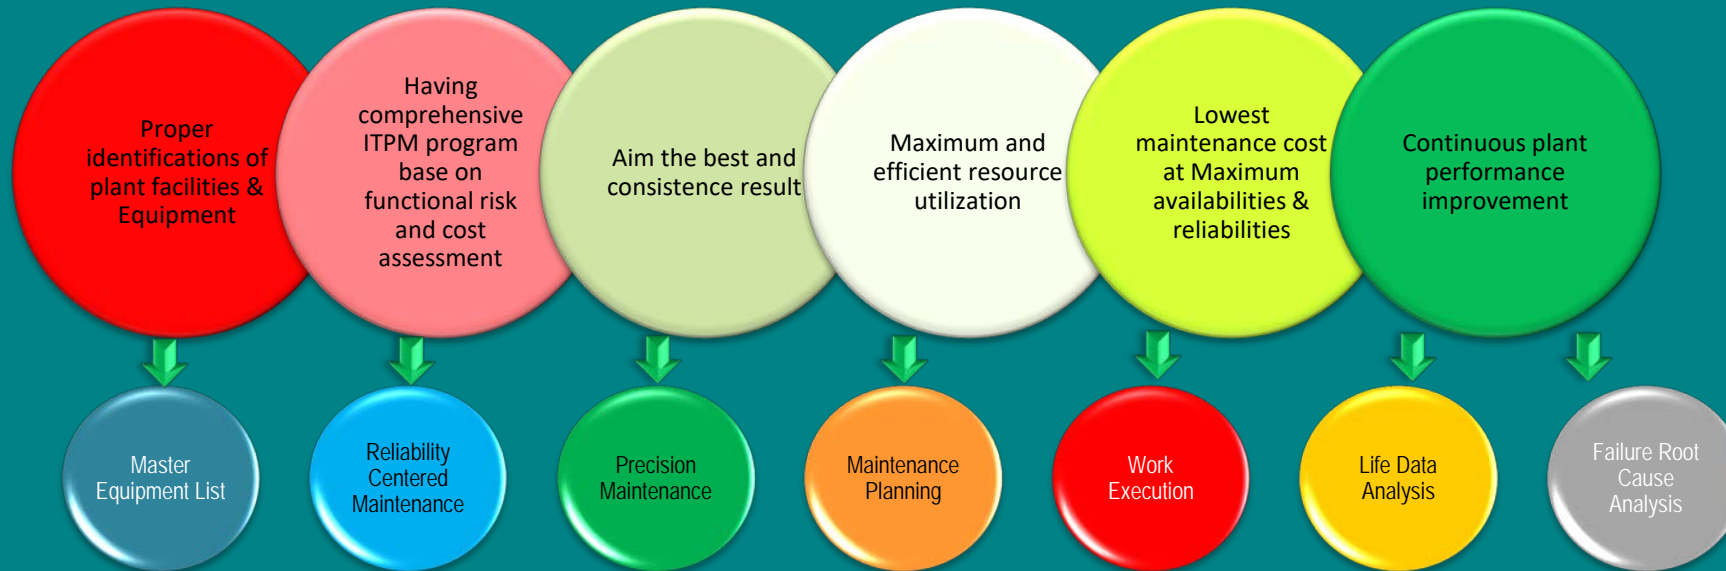 Proper
identifications of
plant facilities &
Equipment
Having
comprehensive
ITPM program
base on
functional risk
and cost
assessment
Aim the best and
consistence result
Maximum and
efficient resource
utilization
Lowest
maintenance cost
at Maximum
availabilities &
reliabilities
Continuous plant
performance
improvement
Master
Equipment List
Reliability
Centered
Maintenance
Precision
Maintenance
Maintenance
Planning
Work
Execution
Life Data
Analysis
Failure Root
Cause
Analysis